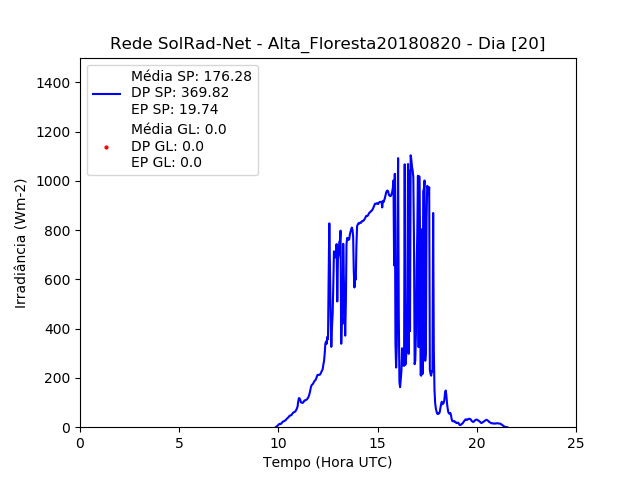 Rede SolRad-Net - Alta_Floresta20180820 - Dia [20]
Média SP: 176.28
DP SP: 369.82
EP SP: 19.74
Média GL: 0.0
DP GL: 0.0
EP GL: 0.0
1400
1200
1000
800
600
400
200
0
Irradiância (Wm-2)
0 5 10 15 20 25
Tempo (Hora UTC)